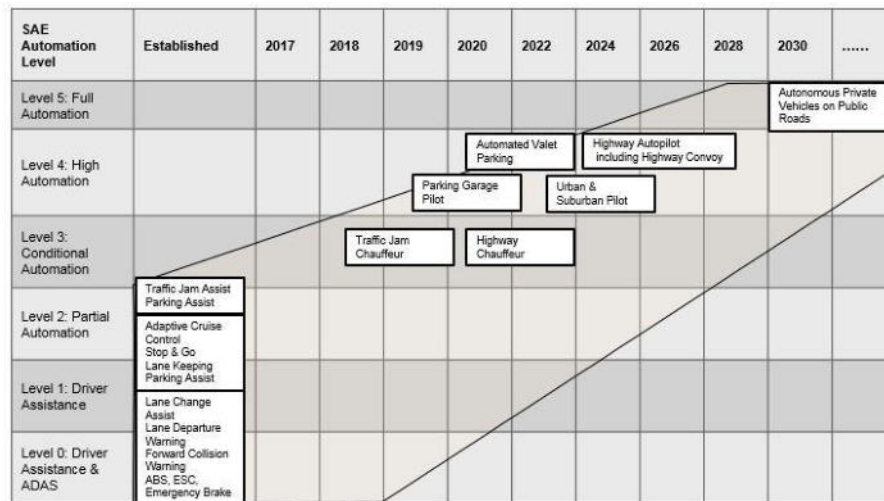 SAE
Automation
Level
Established
2017
2018
2019
2020
2022
2024
2026
2028
2030
......
Level 5: Full
Automation
Autonomous Private
Vehicles on Public
Roads
Level 4: High
Automation
Automated Valet
Parking
Highway Autopilot
including Highway Convoy
Parking Garage
Pilot
Urban &
Suburban Pilot
Level 3:
Conditional
Automation
Traffic Jam
Chauffeur
Highway
Chauffeur
Traffic Jam Assist
Parking Assist
Level 2: Partial
Automation
Adaptive Cruise
Control
Stop & Go
Lane Keeping
Parking Assist
Level 1: Driver
Assistance
Lane Change
Assist
Lane Departure
Warning
Forward Collision
Warning
ABS, ESC,
Emergency Brake
Level 0: Driver
Assistance &
ADAS